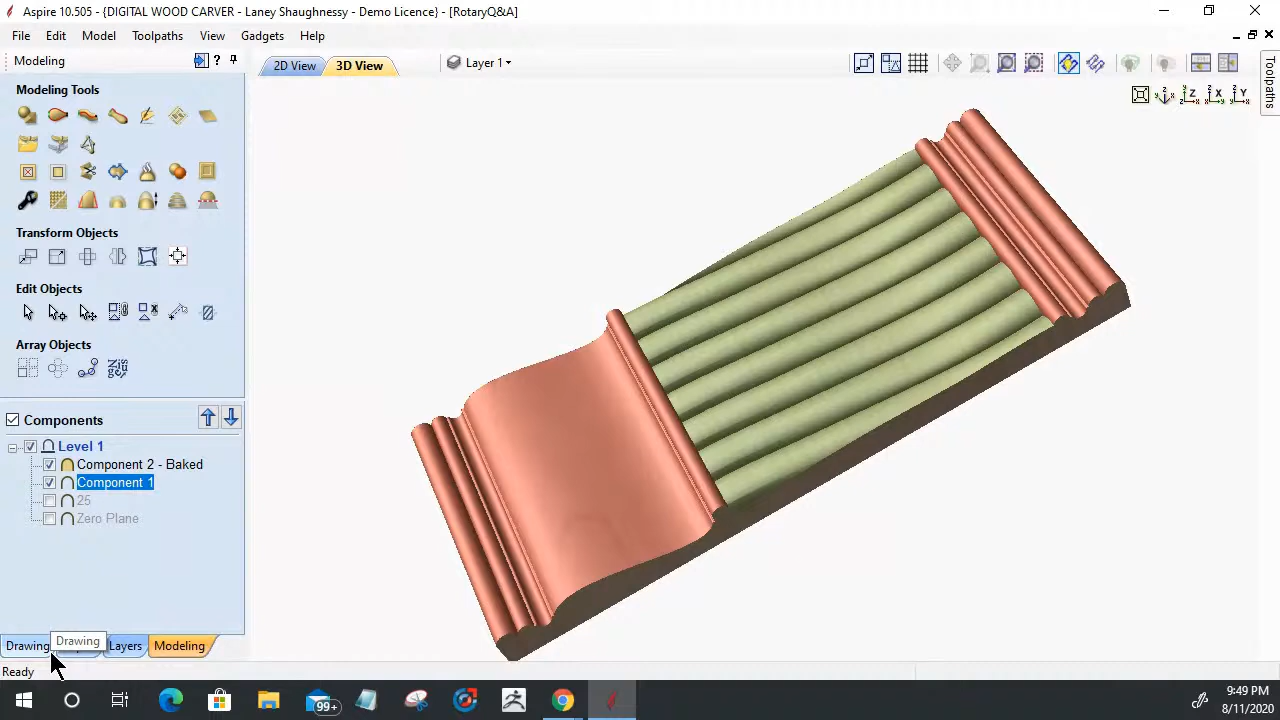 Aspire 10.505 - {DIGITAL WOOD CARVER - Laney Shaughnessy - Demo Licence} - [RotaryQ&A]
File Edit Model Toolpaths View Gadgets Help
Modeling
2D View 3D View Layer 1
Toolpaths
Modeling Tools
Z X Y
Transform Objects
Edit Objects
Array Objects
Components
Level 1
Component 2 - Baked
Component 1
25
Zero Plane
Drawing
Drawing Layers Modeling
Ready
99+
9:49 PM
8/11/2020